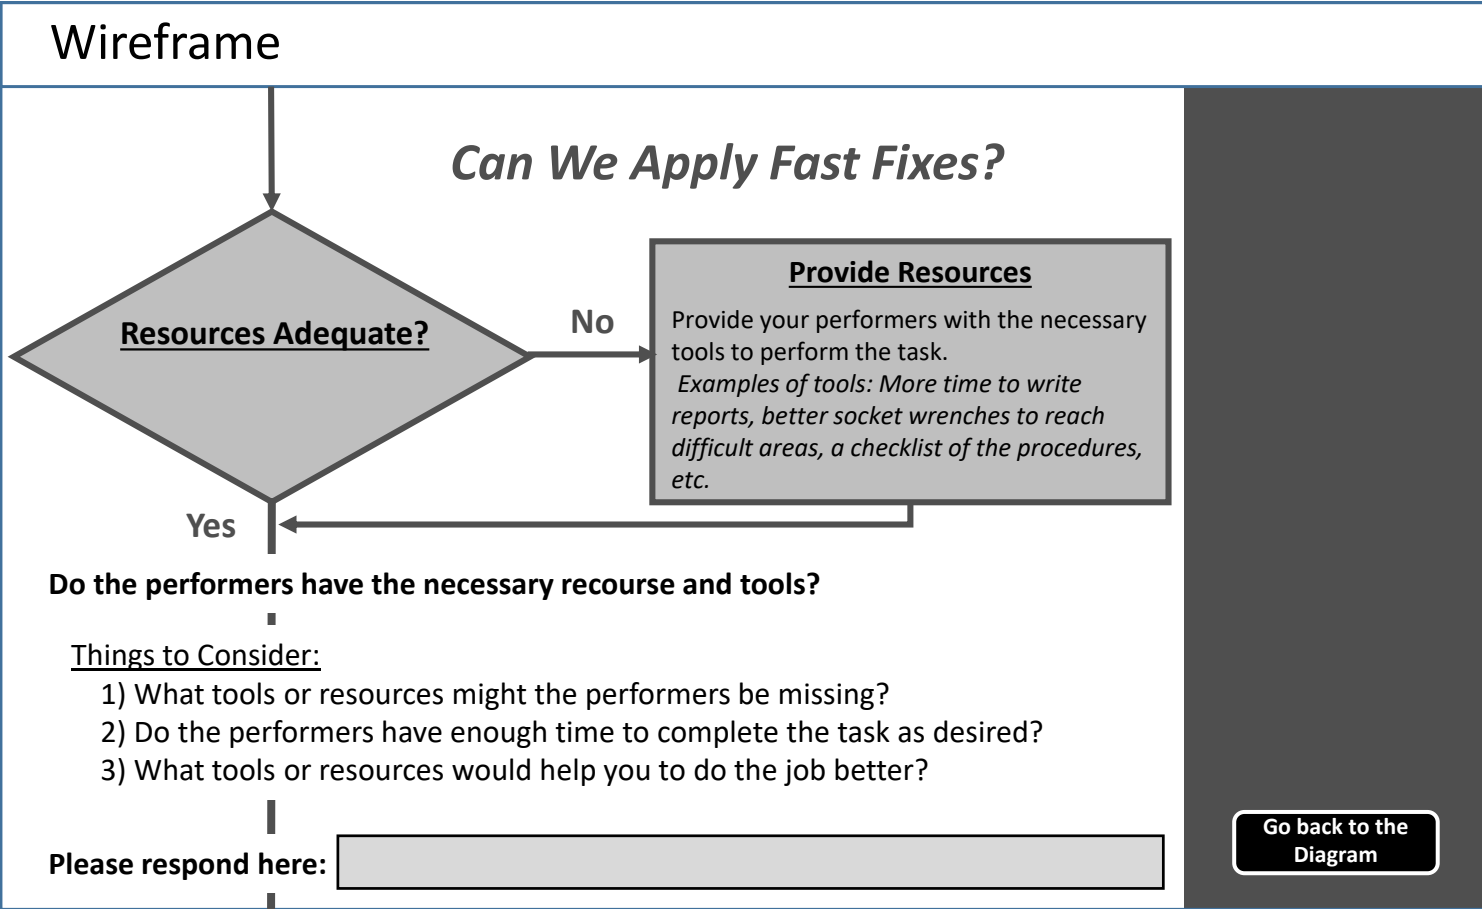 Wireframe
Can We Apply Fast Fixes?
Resources Adequate?
No
Provide Resources
Provide your performers with the necessary
tools to perform the task.
Examples of tools: More time to write
reports, better socket wrenches to reach
difficult areas, a checklist of the procedures,
etc.
Yes
Do the performers have the necessary recourse and tools?
Things to Consider:
1) What tools or resources might the performers be missing?
2) Do the performers have enough time to complete the task as desired?
3) What tools or resources would help you to do the job better?
Please respond here:
Go back to the
Diagram